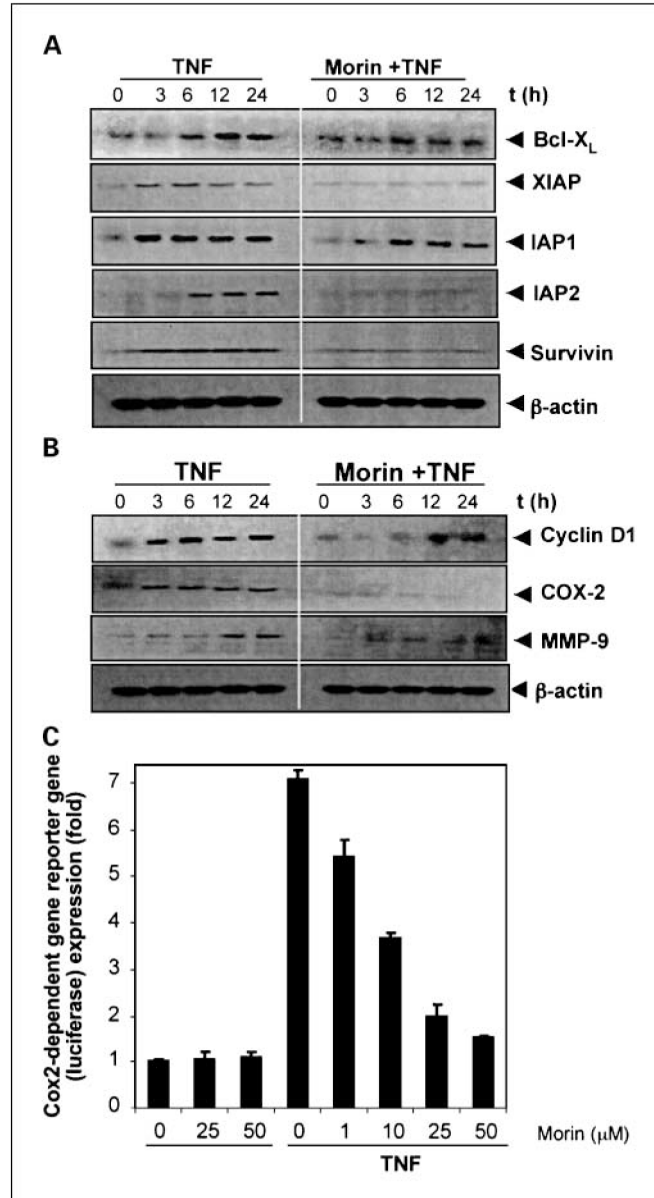 A
TNF Morin +TNF
0 3 6 12 24 0 3 6 12 24 t (h)
Bcl-XL
XIAP
IAP1
IAP2
Survivin
β-actin
B
TNF Morin +TNF
0 3 6 12 24 0 3 6 12 24 t (h)
Cyclin D1
COX-2
MMP-9
β-actin
C
Cox2-dependent gene reporter gene
(luciferase) expression (fold)
7
6
5
4
3
2
1
0
0 25 50 0 1 10 25 50 Morin (μM)
TNF